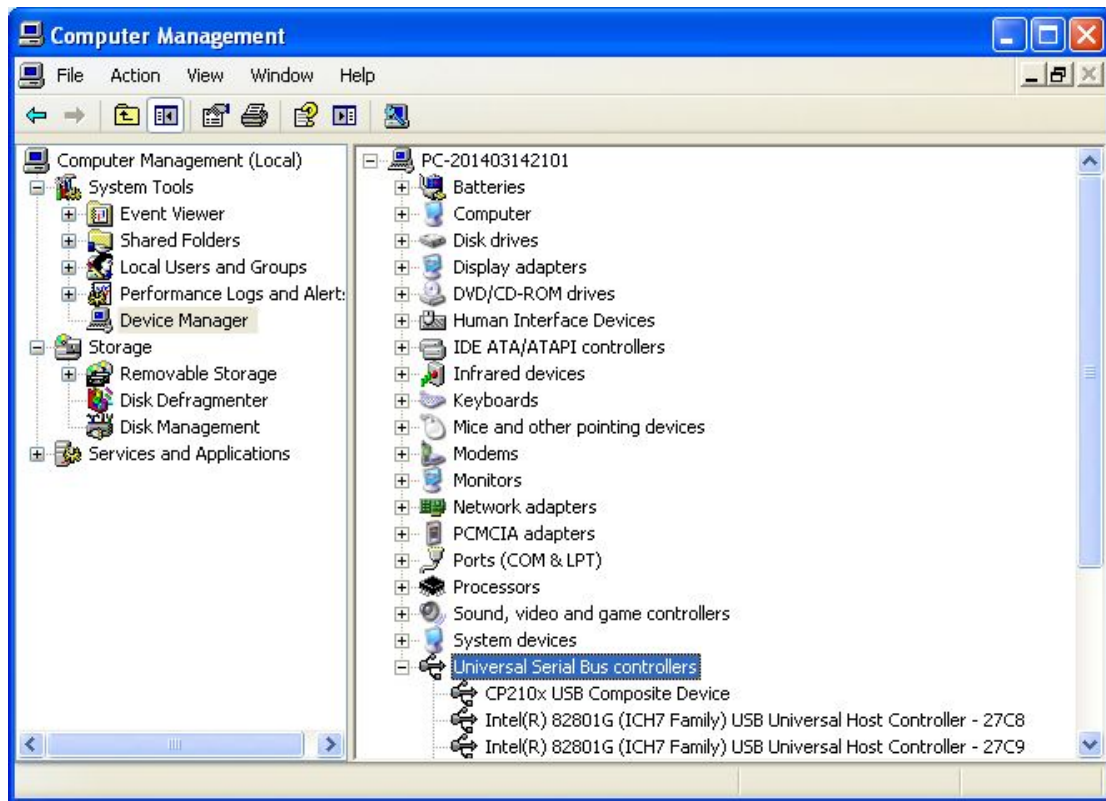 Computer Management
File Action View Window Help
Computer Management (Local)
System Tools
Event Viewer
Shared Folders
Local Users and Groups
Performance Logs and Alert:
Device Manager
Storage
Removable Storage
Disk Defragmenter
Disk Management
Services and Applications
PC-201403142101
Batteries
Computer
Disk drives
Display adapters
DVD/CD-ROM drives
Human Interface Devices
IDE ATA/ATAPI controllers
Infrared devices
Keyboards
Mice and other pointing devices
Modems
Monitors
Network adapters
PCMCIA adapters
Ports (COM & LPT)
Processors
Sound, video and game controllers
System devices
Universal Serial Bus controllers
CP210x USB Composite Device
Intel(R) 82801G (ICH7 Family) USB Universal Host Controller - 27C8
Intel(R) 82801G (ICH7 Family) USB Universal Host Controller - 27C9